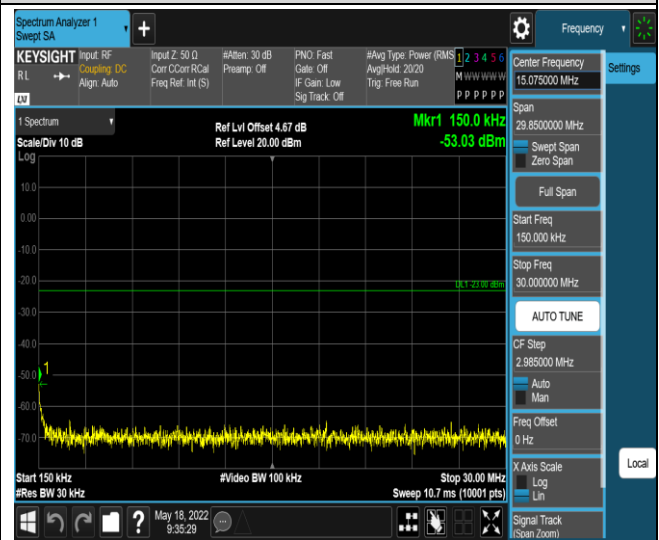 Spectrum Analyzer 1
Swept SA
+
Frequency
KEYSIGHT
RL
LXI
Input: RF
Coupling: DC
Align: Auto
Input Z: 50 Ω
Corr CCorr RCal
Freq Ref: Int (S)
#Atten: 30 dB
Preamp: Off
PNO: Fast
Gate: Off
IF Gain: Low
Sig Track: Off
#Avg Type: Power (RMS
Avg|Hold: 20/20
Trig: Free Run
1 2 3 4 5 6
M W W W W W
P P P P P P
1 Spectrum
Scale/Div 10 dB
Ref Lvl Offset 4.67 dB
Ref Level 20.00 dBm
Mkr1 150.0 kHz
-53.03 dBm
Log
10.0
0.00
-10.0
-20.0
DL1 -23.00 dBm
-30.0
-40.0
-50.0
1
-60.0
-70.0
Start 150 kHz
#Video BW 100 kHz
Stop 30.00 MHz
#Res BW 30 kHz
Sweep 10.7 ms (10001 pts)
?
May 18, 2022
9:35:29
Center Frequency
15.075000 MHz
Settings
Span
29.8500000 MHz
Swept Span
Zero Span
Full Span
Start Freq
150.000 kHz
Stop Freq
30.000000 MHz
AUTO TUNE
CF Step
2.985000 MHz
Auto
Man
Freq Offset
0 Hz
X Axis Scale
Log
Lin
Local
Signal Track
(Span Zoom)